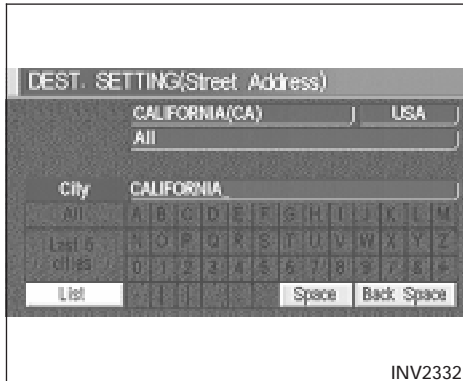 DEST. SETTING(Street Address)
CALIFORNIA(CA) USA
All
City CALIFORNIA_
All A B C D E F G H I J K L M
Last 5 cities N O P Q R S T U V W X Y Z
0 1 2 3 4 5 6 7 8 9
List Space Back Space
INV2332